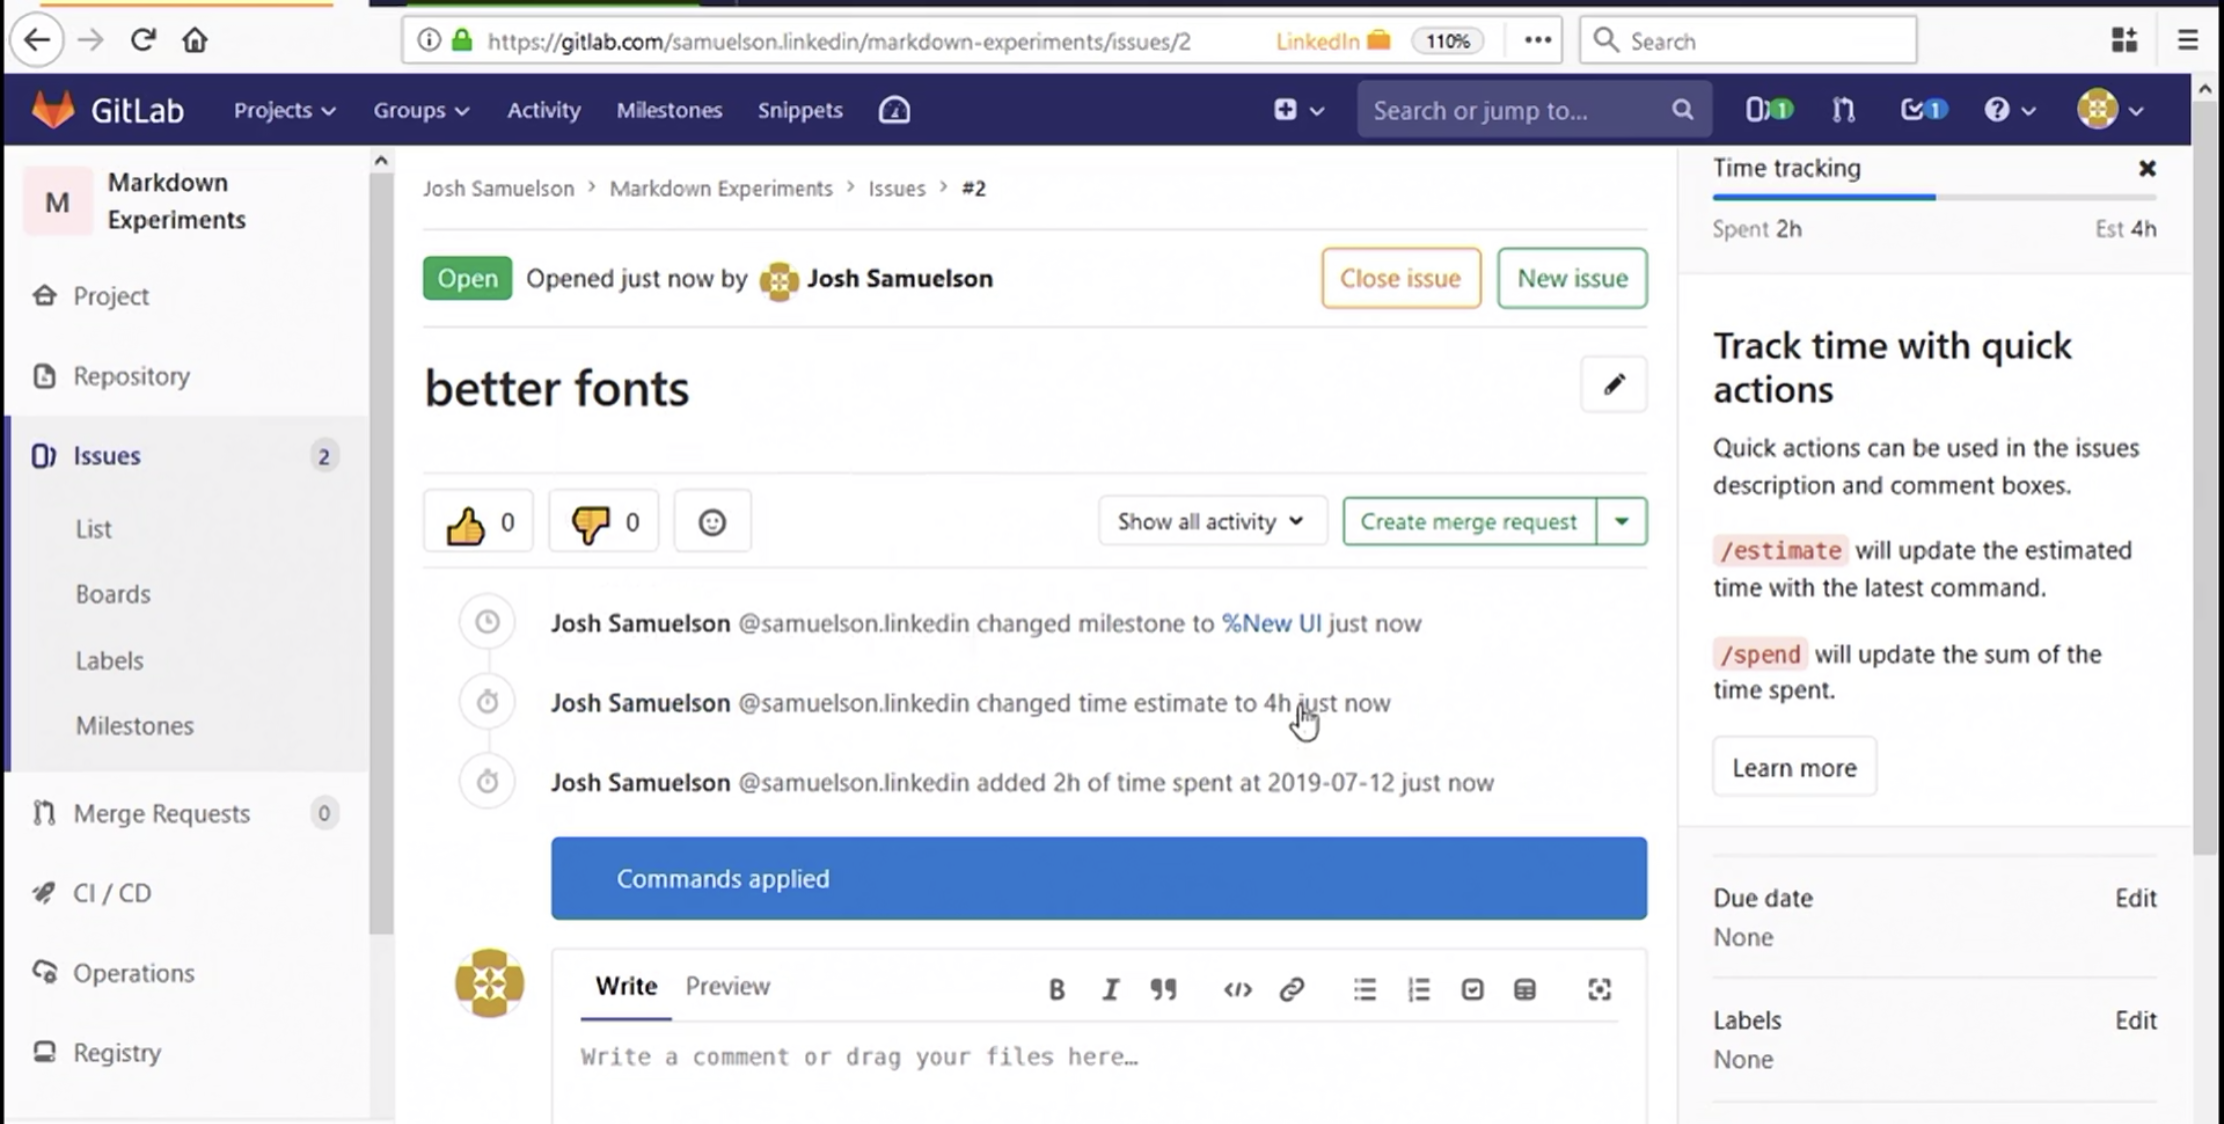 https://gitlab.com/samuelson.linkedin/markdown-experiments/issues/2 LinkedIn 110% Search
GitLab Projects Groups Activity Milestones Snippets Search or jump to... 1 1
Markdown
Experiments
M
Project
Repository
Issues 2
List
Boards
Labels
Milestones
Merge Requests 0
CI / CD
Operations
Registry
Josh Samuelson > Markdown Experiments > Issues > #2
Open Opened just now by Josh Samuelson Close issue New issue
better fonts
0 0 Show all activity Create merge request
Josh Samuelson @samuelson.linkedin changed milestone to %New UI just now
Josh Samuelson @samuelson.linkedin changed time estimate to 4h just now
Josh Samuelson @samuelson.linkedin added 2h of time spent at 2019-07-12 just now
Commands applied
Write Preview
Write a comment or drag your files here…
Time tracking
Spent 2h Est 4h
Track time with quick
actions
Quick actions can be used in the issues
description and comment boxes.
/estimate will update the estimated
time with the latest command.
/spend will update the sum of the
time spent.
Learn more
Due date Edit
None
Labels Edit
None